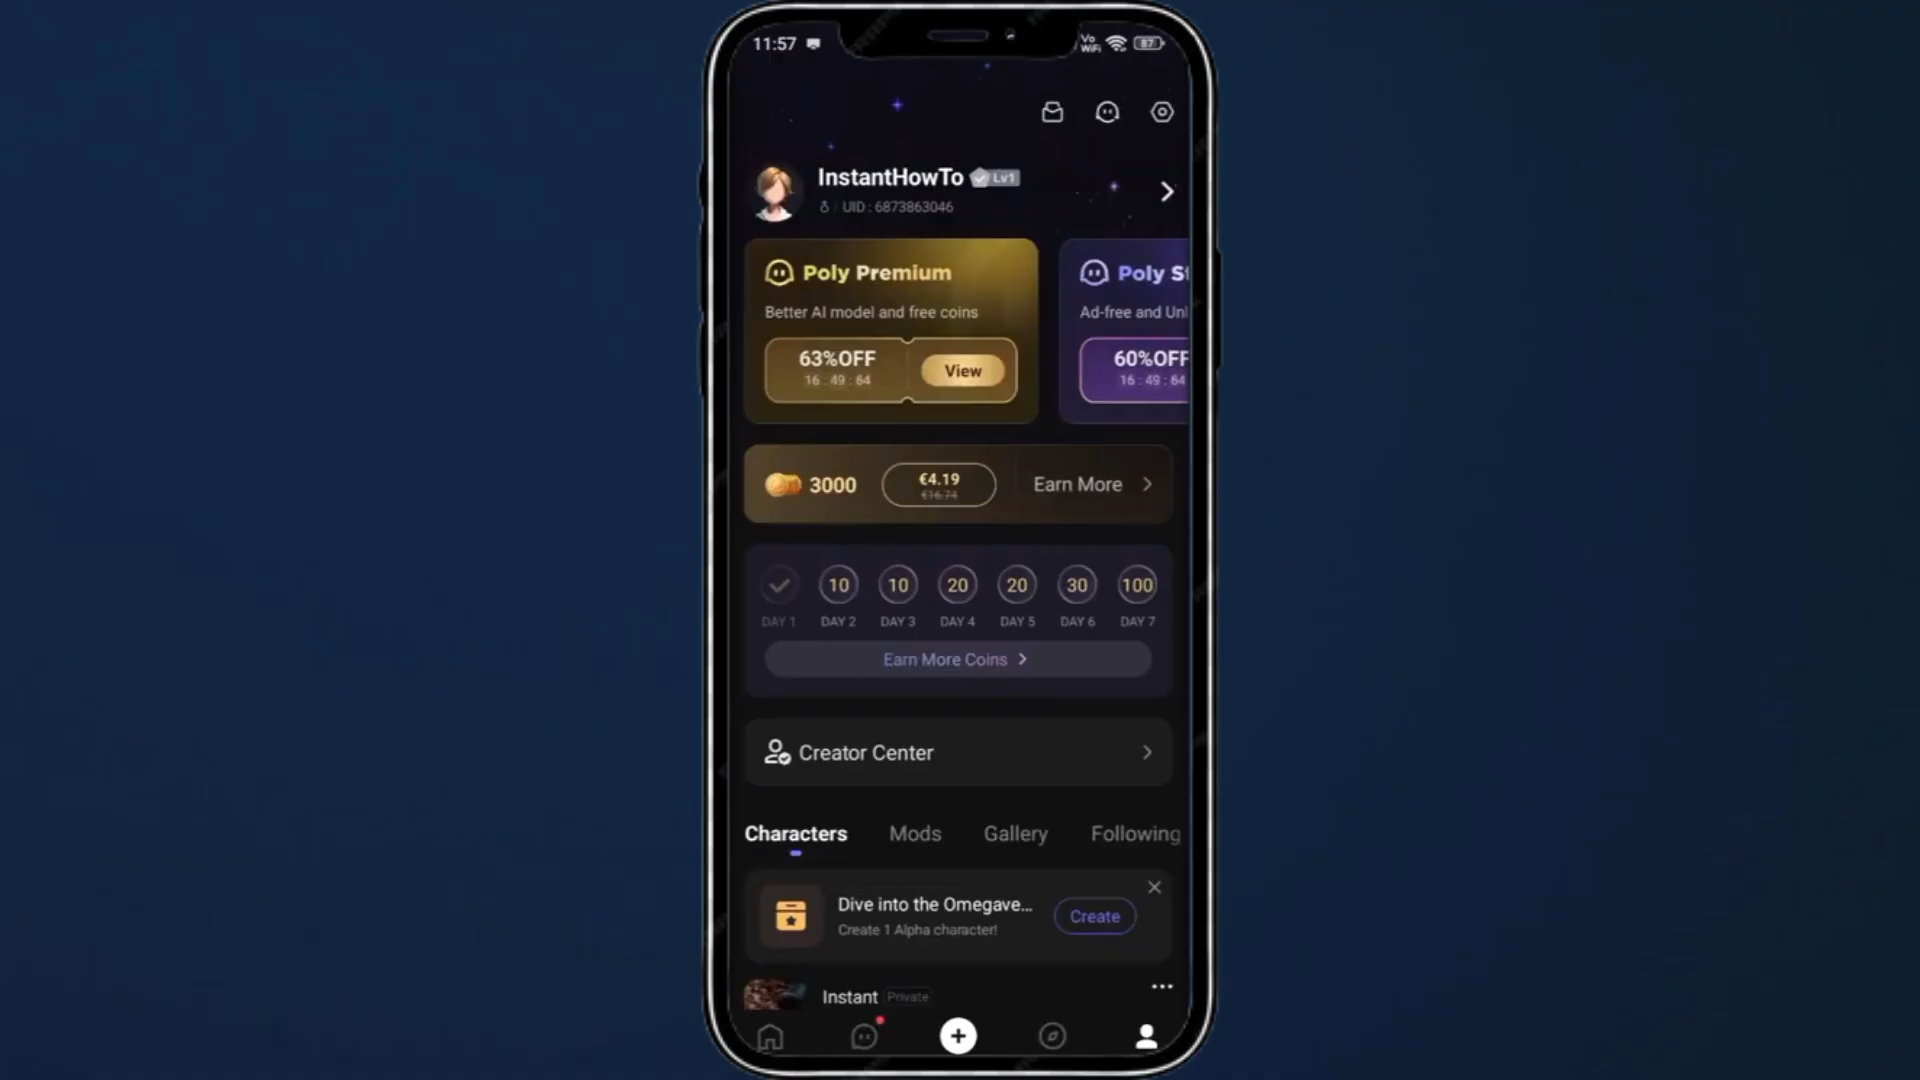 11:57
Vo
WiFi
87
InstantHowTo
Lv1
UID : 6873863046
Poly Premium
Better AI model and free coins
63%OFF
16 : 49 : 64
View
Poly St
Ad-free and Unl
60%OFF
16 : 49 : 64
3000
€4.19
€16.74
Earn More
10
10
20
20
30
100
DAY 1
DAY 2
DAY 3
DAY 4
DAY 5
DAY 6
DAY 7
Earn More Coins
Creator Center
Characters
Mods
Gallery
Following
Dive into the Omegave...
Create 1 Alpha character!
Create
Instant
Private